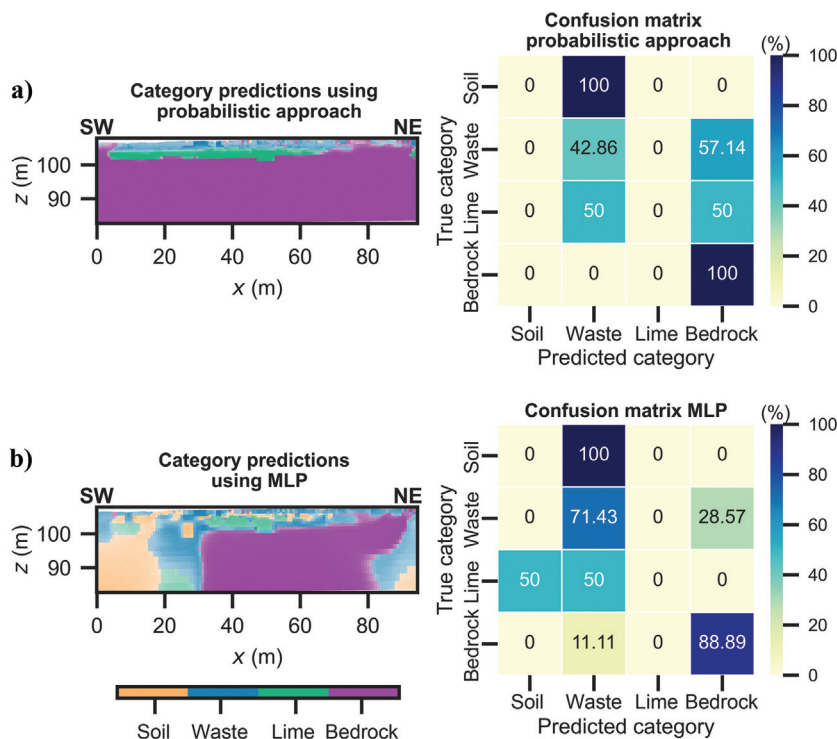 a)
Category predictions using
probabilistic approach
SW NE
z (m)
100
90
0 20 40 60 80
x (m)
Confusion matrix
probabilistic approach
(%)
True category
Soil 0 100 0 0
Waste 42.86 0 57.14
0
Lime 0 50 0 50
Bedrock 0 0 0 100
Soil Waste Lime Bedrock
Predicted category
100
80
60
40
20
0
b)
Category predictions
using MLP
SW NE
z (m)
100
90
0 20 40 60 80
x (m)
Soil Waste Lime Bedrock
Confusion matrix MLP
(%)
True category
Soil 0 100 0 0
Waste 0 71.43 0 28.57
Lime 50 50 0 0
Bedrock 0 11.11 0 88.89
Soil Waste Lime Bedrock
Predicted category
100
80
60
40
20
0